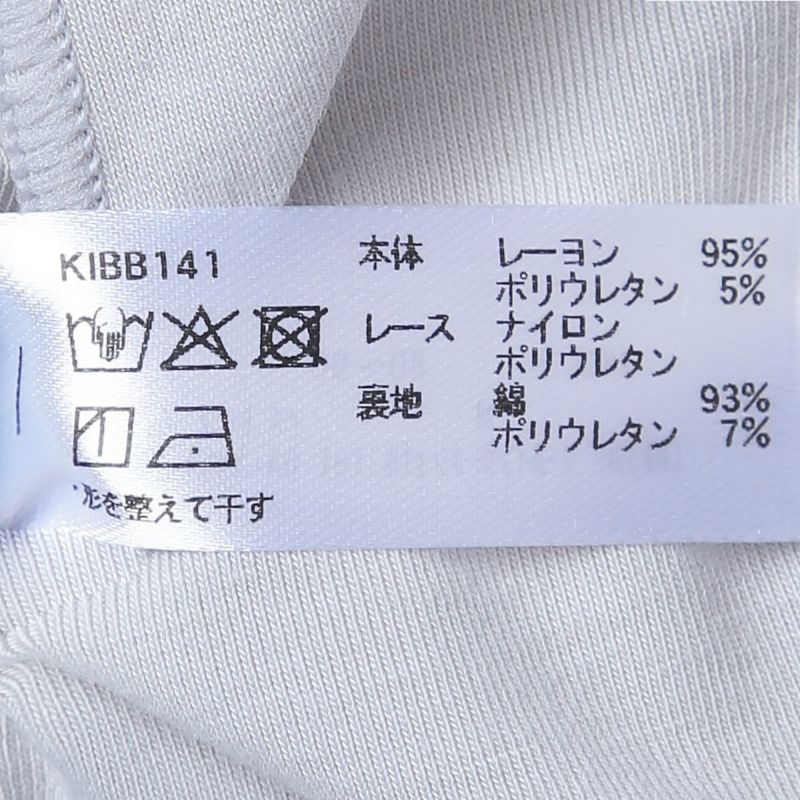 KIBB141
本体 レーヨン 95%
ポリウレタン 5%
レース ナイロン
ポリウレタン
裏地 綿 93%
ポリウレタン 7%
形を整えて干す